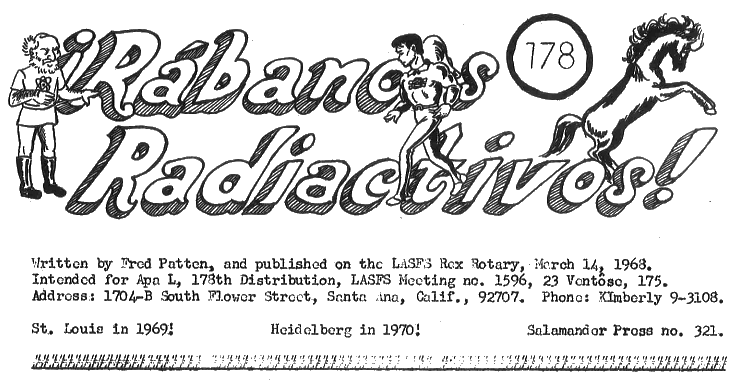 ¡Rábanos
Radiactivos!
178
Written by Fred Patten, and published on the LASFS Rex Rotary, March 14, 1968.
Intended for Apa L, 178th Distribution, LASFS Meeting no. 1596, 23 Ventôse, 175.
Address: 1704-B South Flower Street, Santa Ana, Calif., 92707. Phone: KImberly 9-3108.
St. Louis in 1969! Heidelberg in 1970! Salamander Press no. 321.